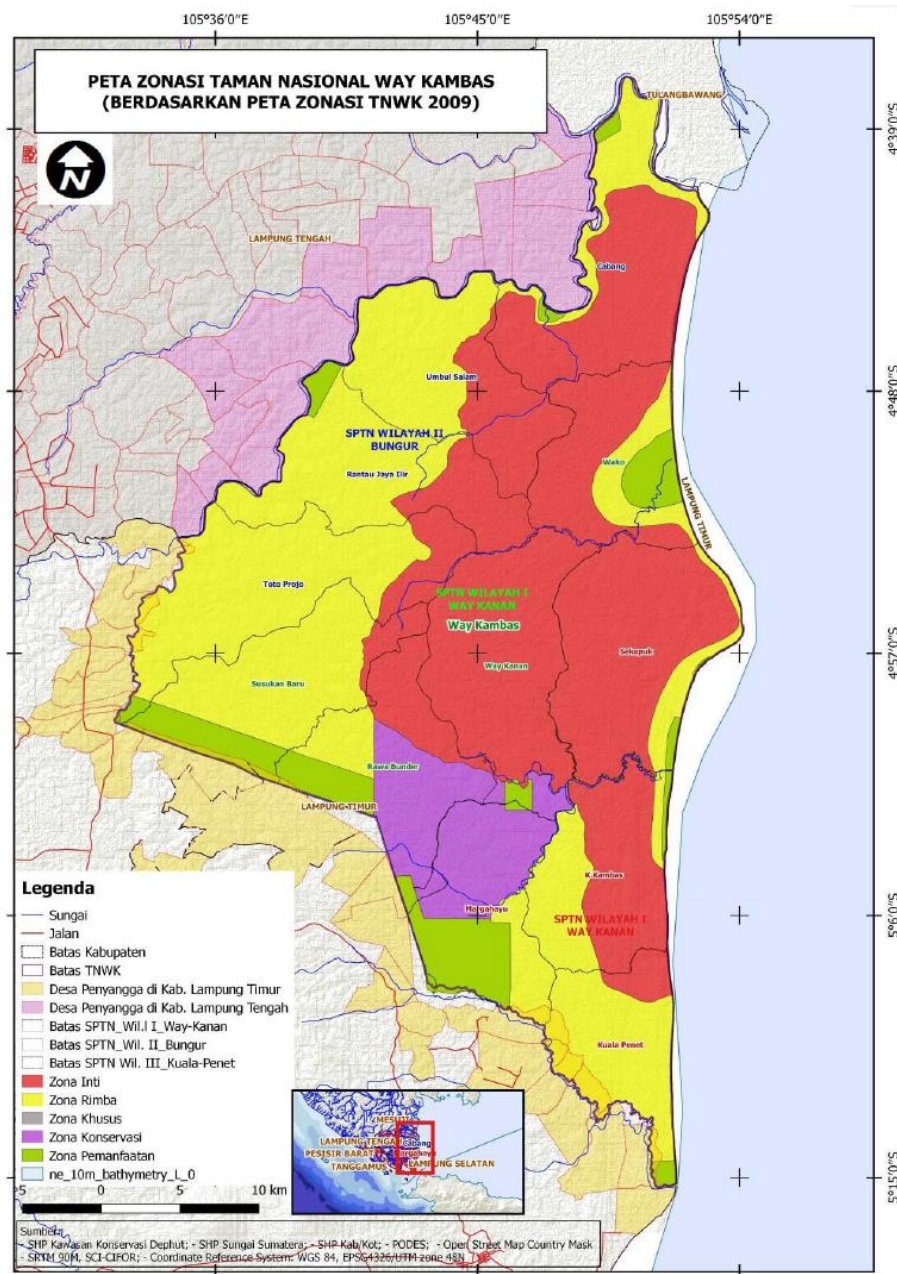 PETA ZONASI TAMAN NASIONAL WAY KAMBAS
(BERDASARKAN PETA ZONASI TNWK 2009)
105°36'0"E
105°45'0"E
105°54'0"E
4°39'0"S
4°48'0"S
4°57'0"S
5°6'0"S
5°15'0"S
N
TULANGBAWANG
LAMPUNG TENGAH
Cabang
Umbul Salam
SPTN WILAYAH II
BUNGUR
Rantau Jaya Ilir
Wako
LAMPUNG TIMUR
Toto Projo
SPTN WILAYAH I
WAY KANAN
Way Kambas
Way Kanan
Sekapuk
Susukan Baru
Rawa Bunder
LAMPUNG TIMUR
K Kambas
Margahayu
SPTN WILAYAH I
WAY KANAN
Kuala Penet
Legenda
Sungai
Jalan
Batas Kabupaten
Batas TNWK
Desa Penyangga di Kab. Lampung Timur
Desa Penyangga di Kab. Lampung Tengah
Batas SPTN_Wil.l I_Way-Kanan
Batas SPTN_Wil. II_Bungur
Batas SPTN Wil. III_Kuala-Penet
Zona Inti
Zona Rimba
Zona Khusus
Zona Konservasi
Zona Pemanfaatan
ne_10m_bathymetry_L_0
5 0 5 10 km
MESUJI
LAMPUNG TENGAH
Cabang
PESISIR BARAT
TANGGAMUS
LAMPUNG SELATAN
Sumber:
- SHP Kawasan Konservasi Dephut; - SHP Sungai Sumatera; - SHP Kab/Kot; - PODES; - Open Street Map Country Mask
- SRTM 90M, SCI-CIFOR; - Coordinate Reference System: WGS 84, EPSG4326/UTM zone 48N